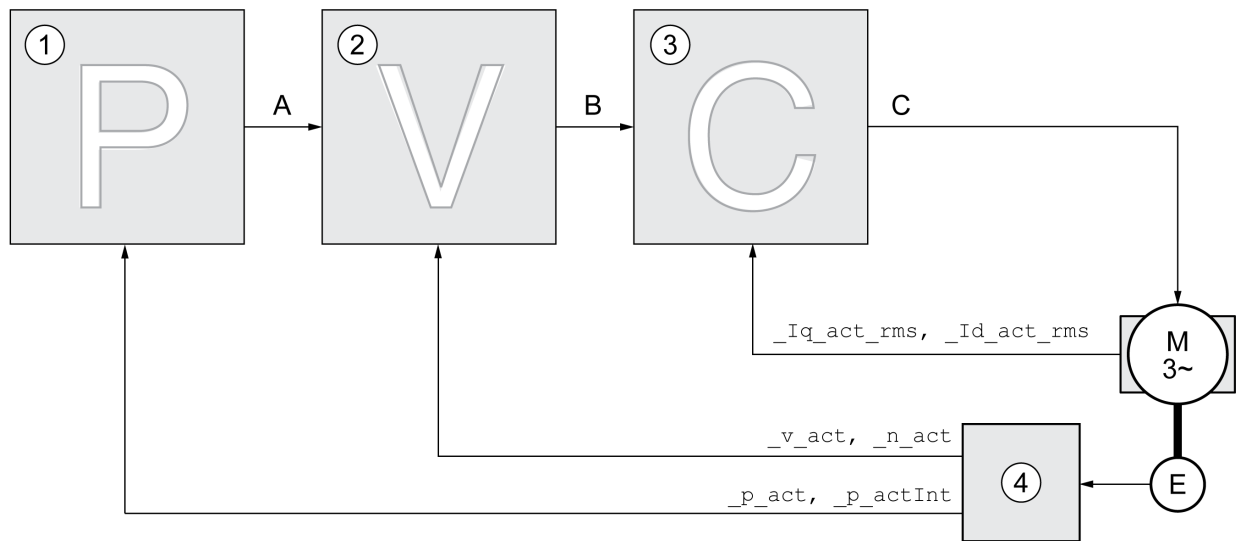 1
P
A
2
V
B
3
C
C
_Iq_act_rms, _Id_act_rms
M
3~
_v_act, _n_act
_p_act, _p_actInt
4
E